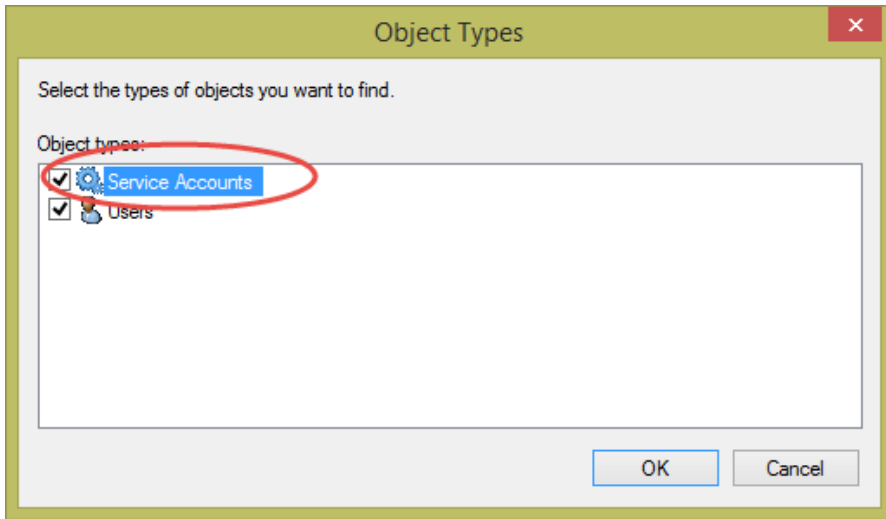 Object Types
Select the types of objects you want to find.
Object types:
Service Accounts
Users
OK
Cancel